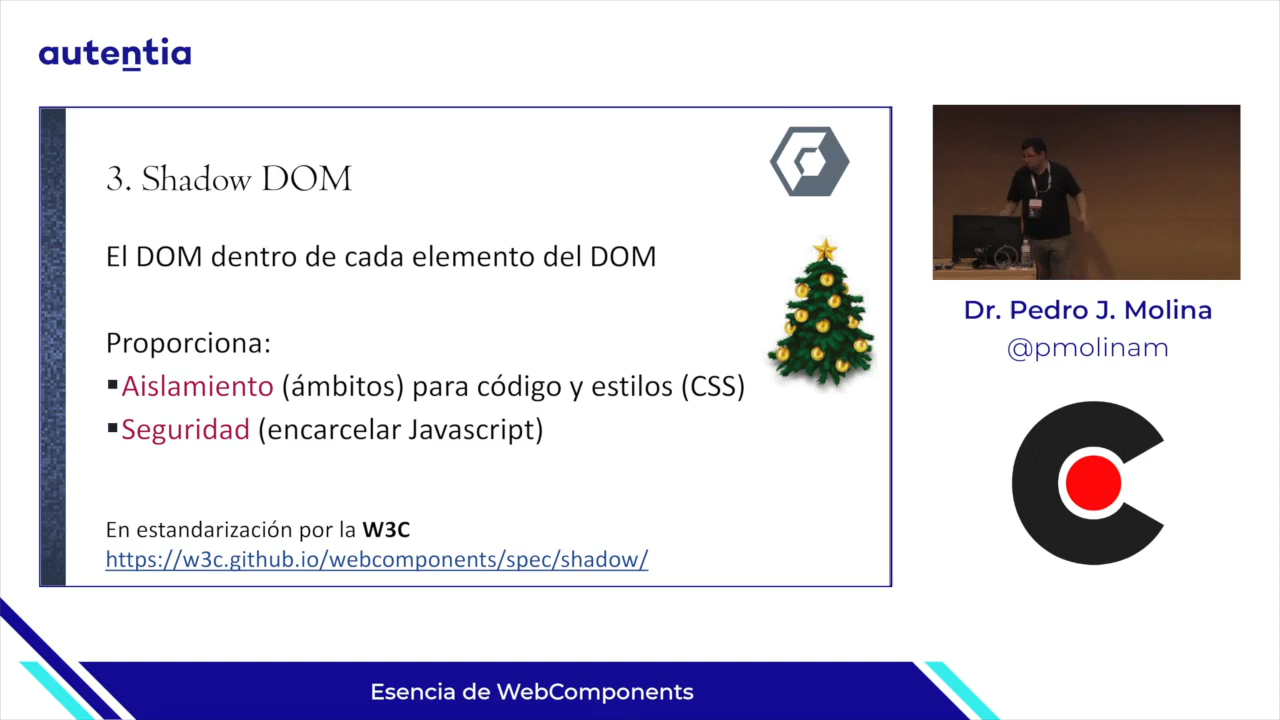 autentia
3. Shadow DOM
El DOM dentro de cada elemento del DOM
Proporciona:
▪Aislamiento (ámbitos) para código y estilos (CSS)
▪Seguridad (encarcelar Javascript)
En estandarización por la W3C
https://w3c.github.io/webcomponents/spec/shadow/
Dr. Pedro J. Molina
@pmolinam
Esencia de WebComponents